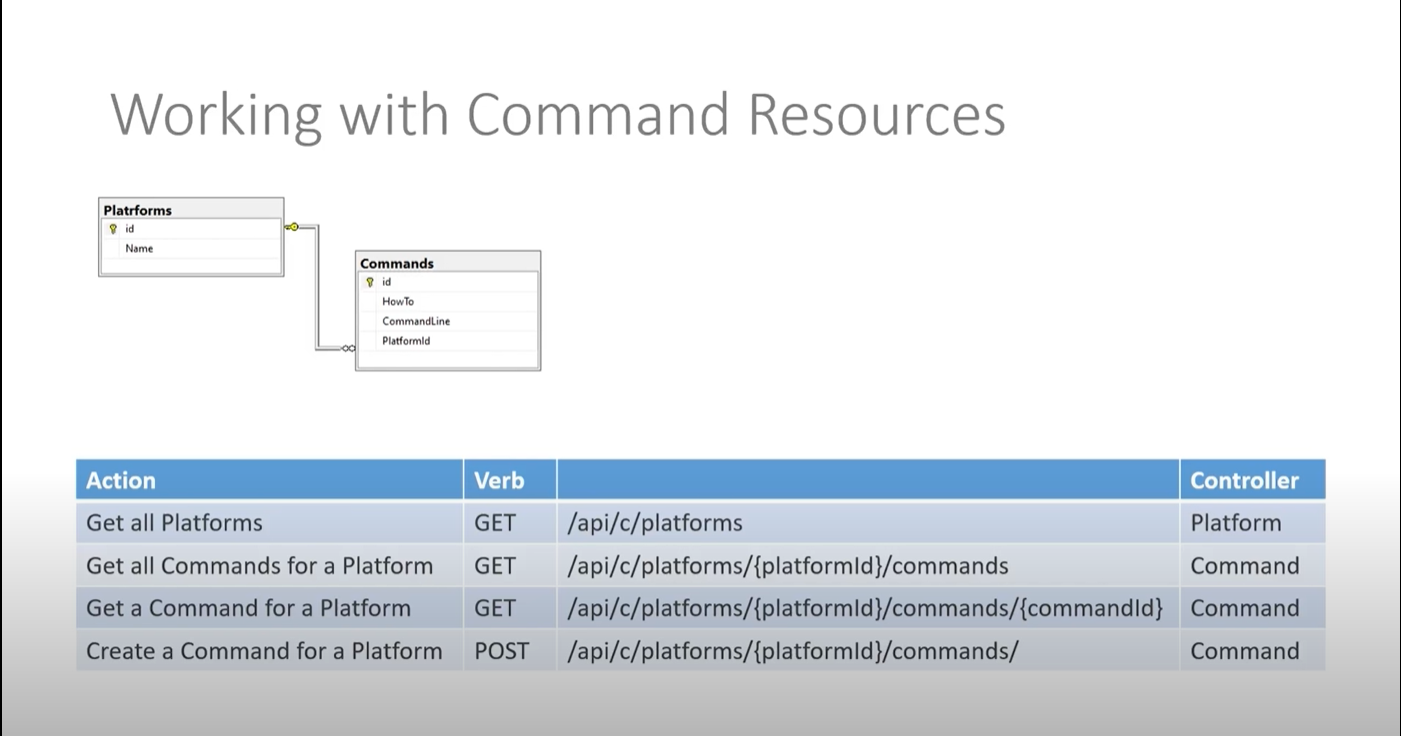 Working with Command Resources
Platrforms
id
Name
Commands
id
HowTo
CommandLine
PlatformId
Action Verb Controller
Get all Platforms GET /api/c/platforms Platform
Get all Commands for a Platform GET /api/c/platforms/{platformId}/commands Command
Get a Command for a Platform GET /api/c/platforms/{platformId}/commands/{commandId} Command
Create a Command for a Platform POST /api/c/platforms/{platformId}/commands/ Command